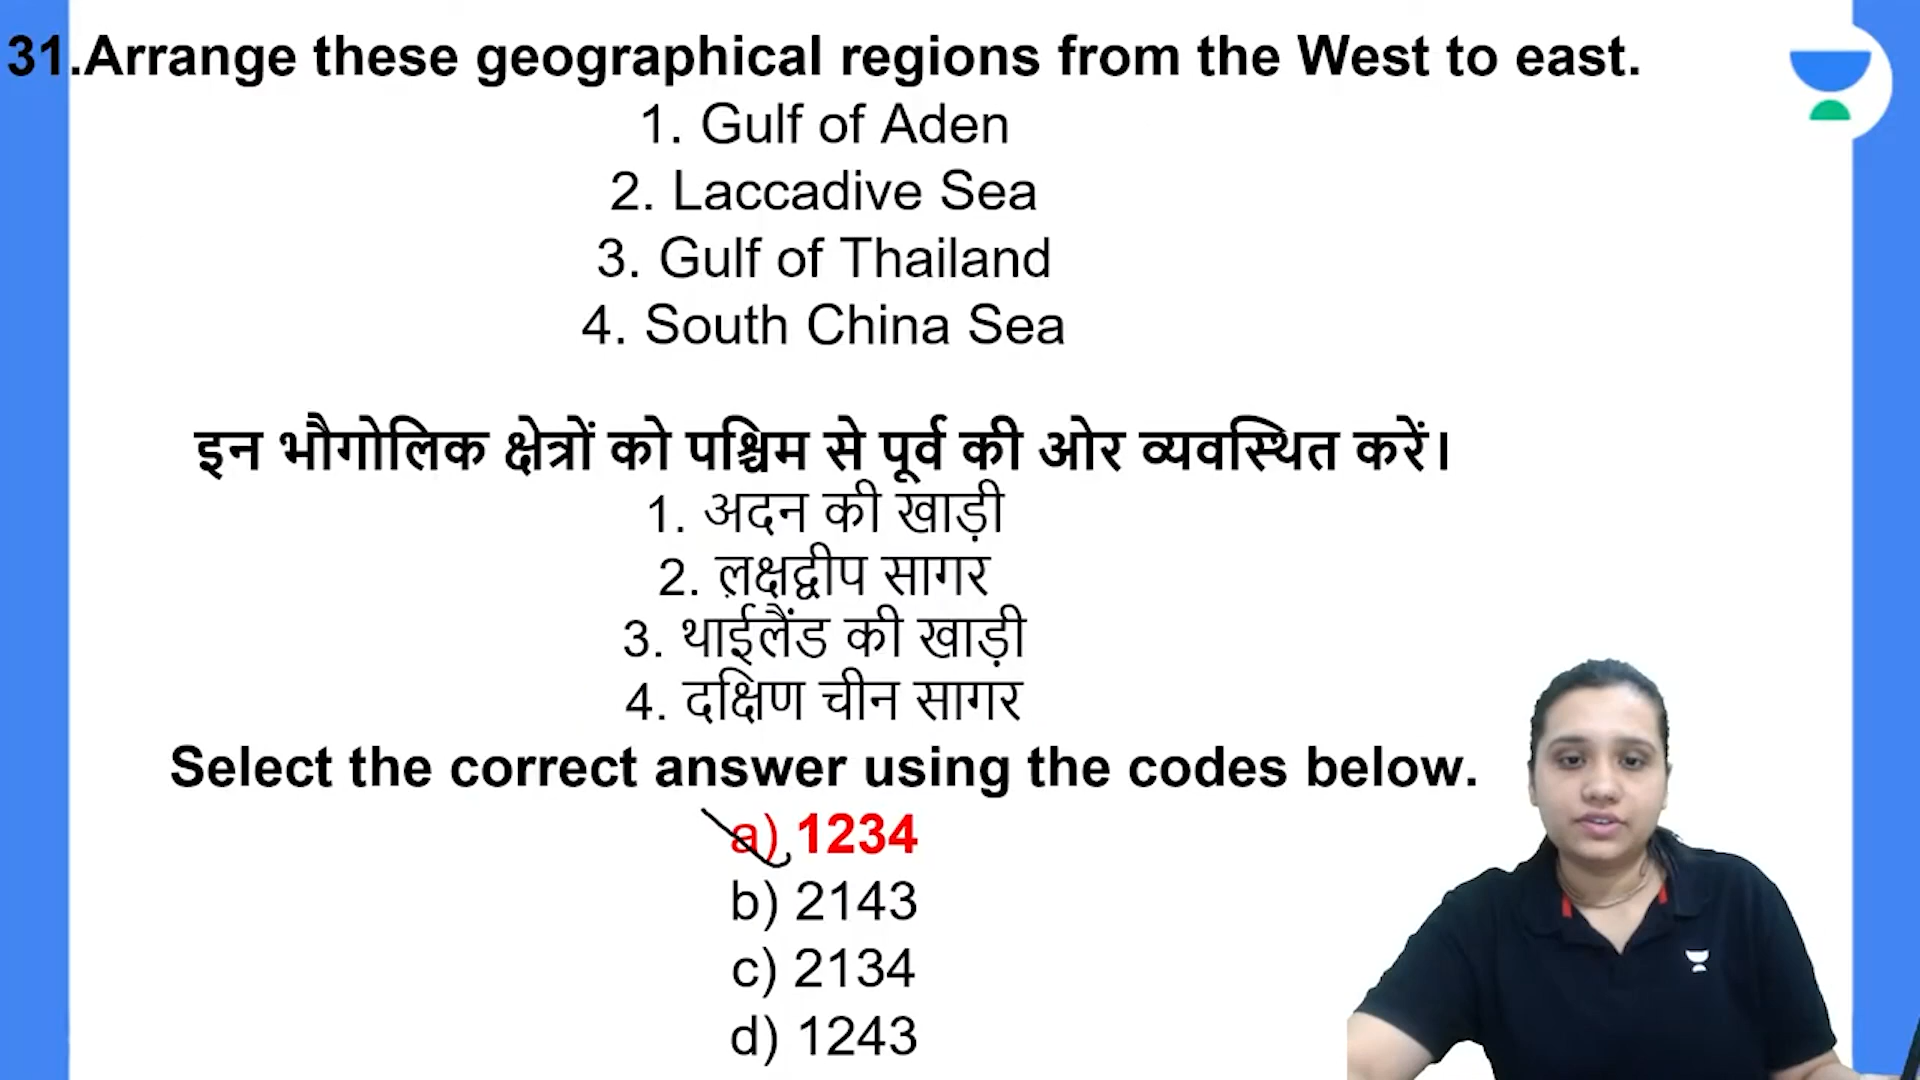 31.Arrange these geographical regions from the West to east.
1. Gulf of Aden
2. Laccadive Sea
3. Gulf of Thailand
4. South China Sea
इन भौगोलिक क्षेत्रों को पश्चिम से पूर्व की ओर व्यवस्थित करें।
1. अदन की खाड़ी
2. ल़क्षद्वीप सागर
3. थाईलैंड की खाड़ी
4. दक्षिण चीन सागर
Select the correct answer using the codes below.
a) 1234
b) 2143
c) 2134
d) 1243